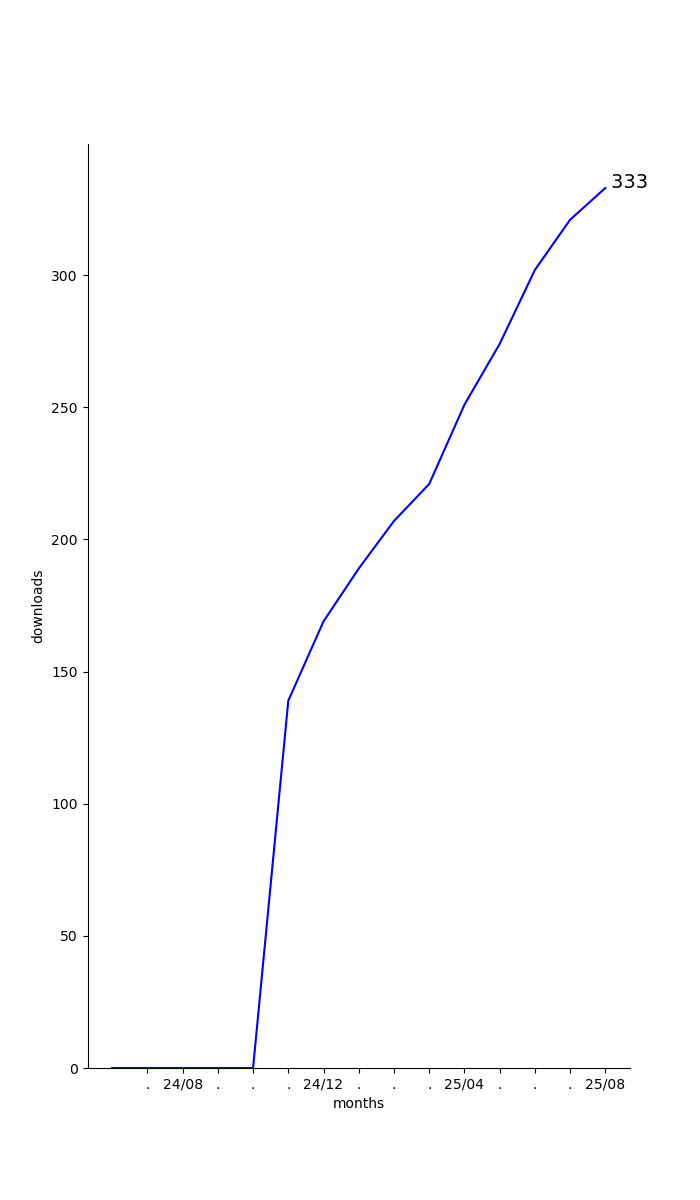 333
300
250
200
150
100
50
0
downloads
. 24/08 . . . 24/12 . . . 25/04 . . . 25/08
months